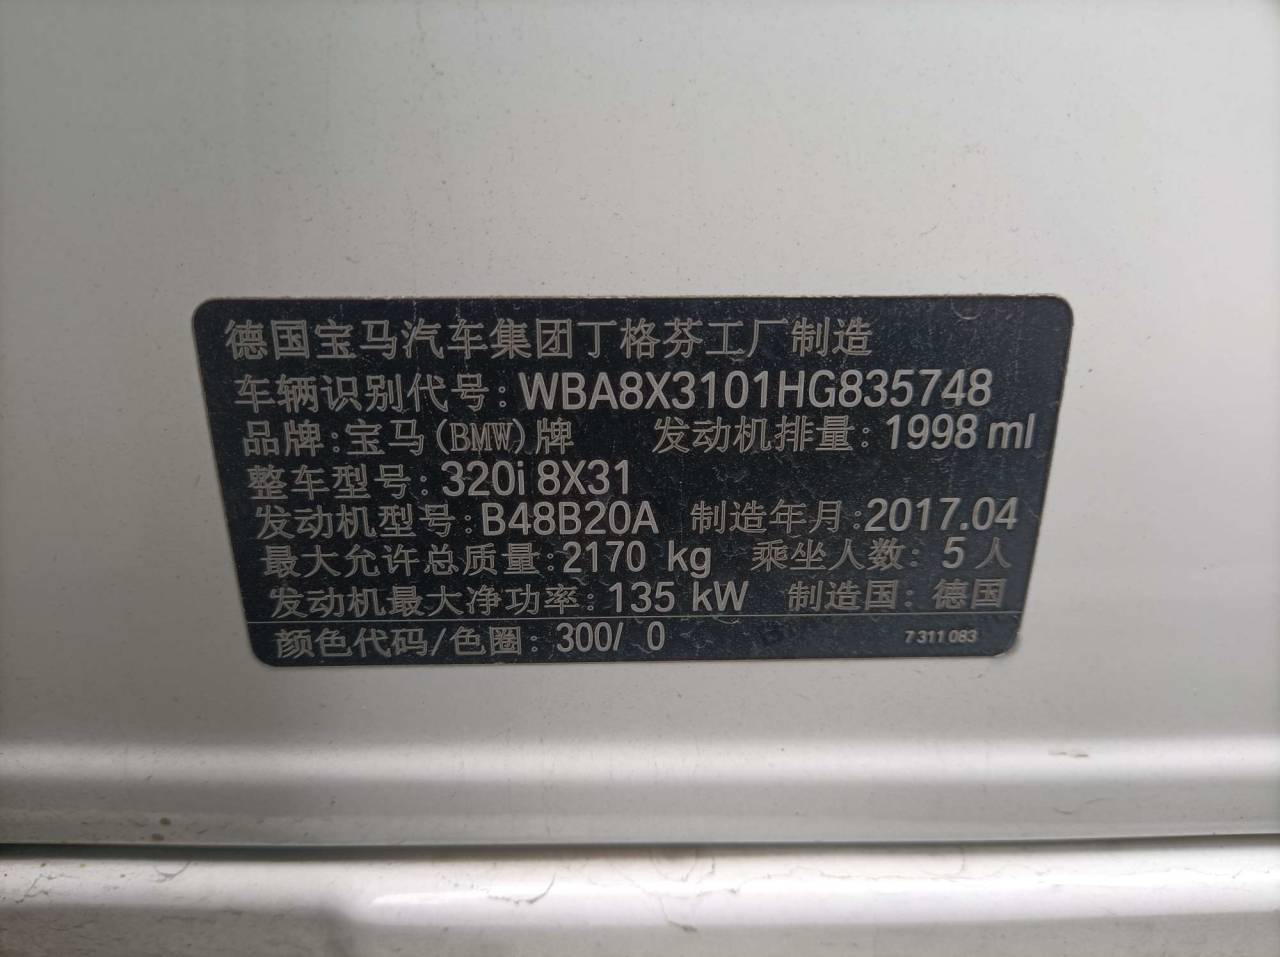 德国宝马汽车集团丁格芬工厂制造
车辆识别代号: WBA8X3101HG835748
品牌: 宝马(BMW)牌 发动机排量: 1998 ml
整车型号: 320i 8X31
发动机型号: B48B20A 制造年月: 2017.04
最大允许总质量: 2170 kg 乘坐人数: 5 人
发动机最大净功率: 135 kW 制造国: 德国
颜色代码/色圈: 300/ 0 7 311 083